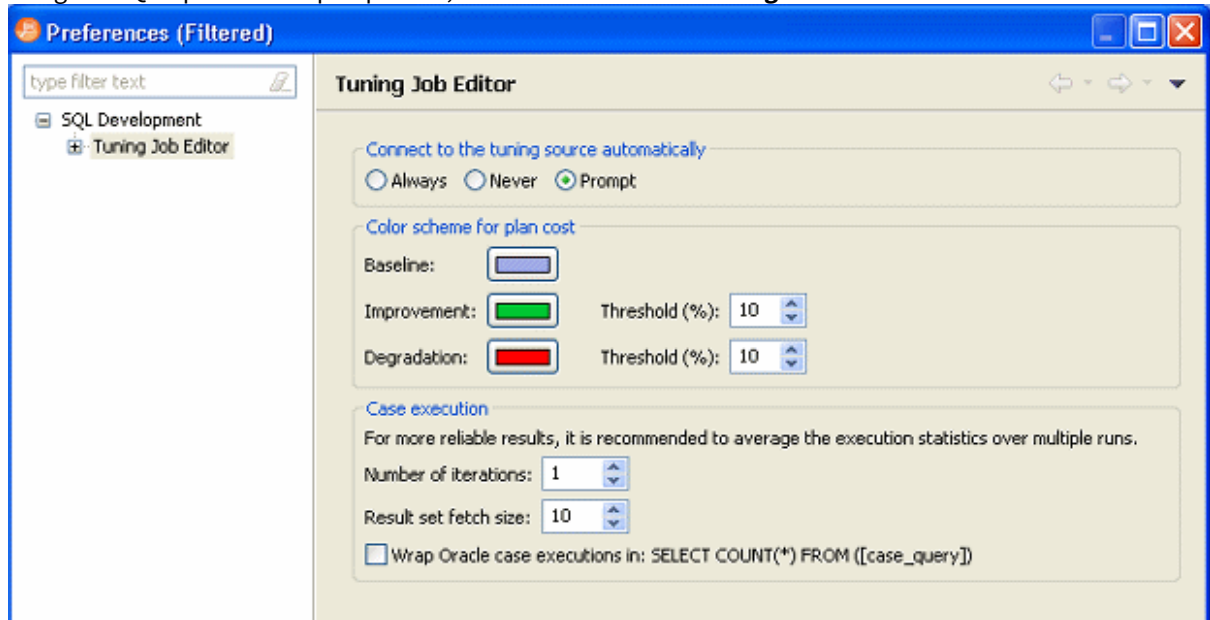 Preferences (Filtered)
type filter text
Tuning Job Editor
SQL Development
Tuning Job Editor
Connect to the tuning source automatically
Always Never Prompt
Color scheme for plan cost
Baseline:
Improvement: Threshold (%): 10
Degradation: Threshold (%): 10
Case execution
For more reliable results, it is recommended to average the execution statistics over multiple runs.
Number of iterations: 1
Result set fetch size: 10
Wrap Oracle case executions in: SELECT COUNT(*) FROM ([case_query])